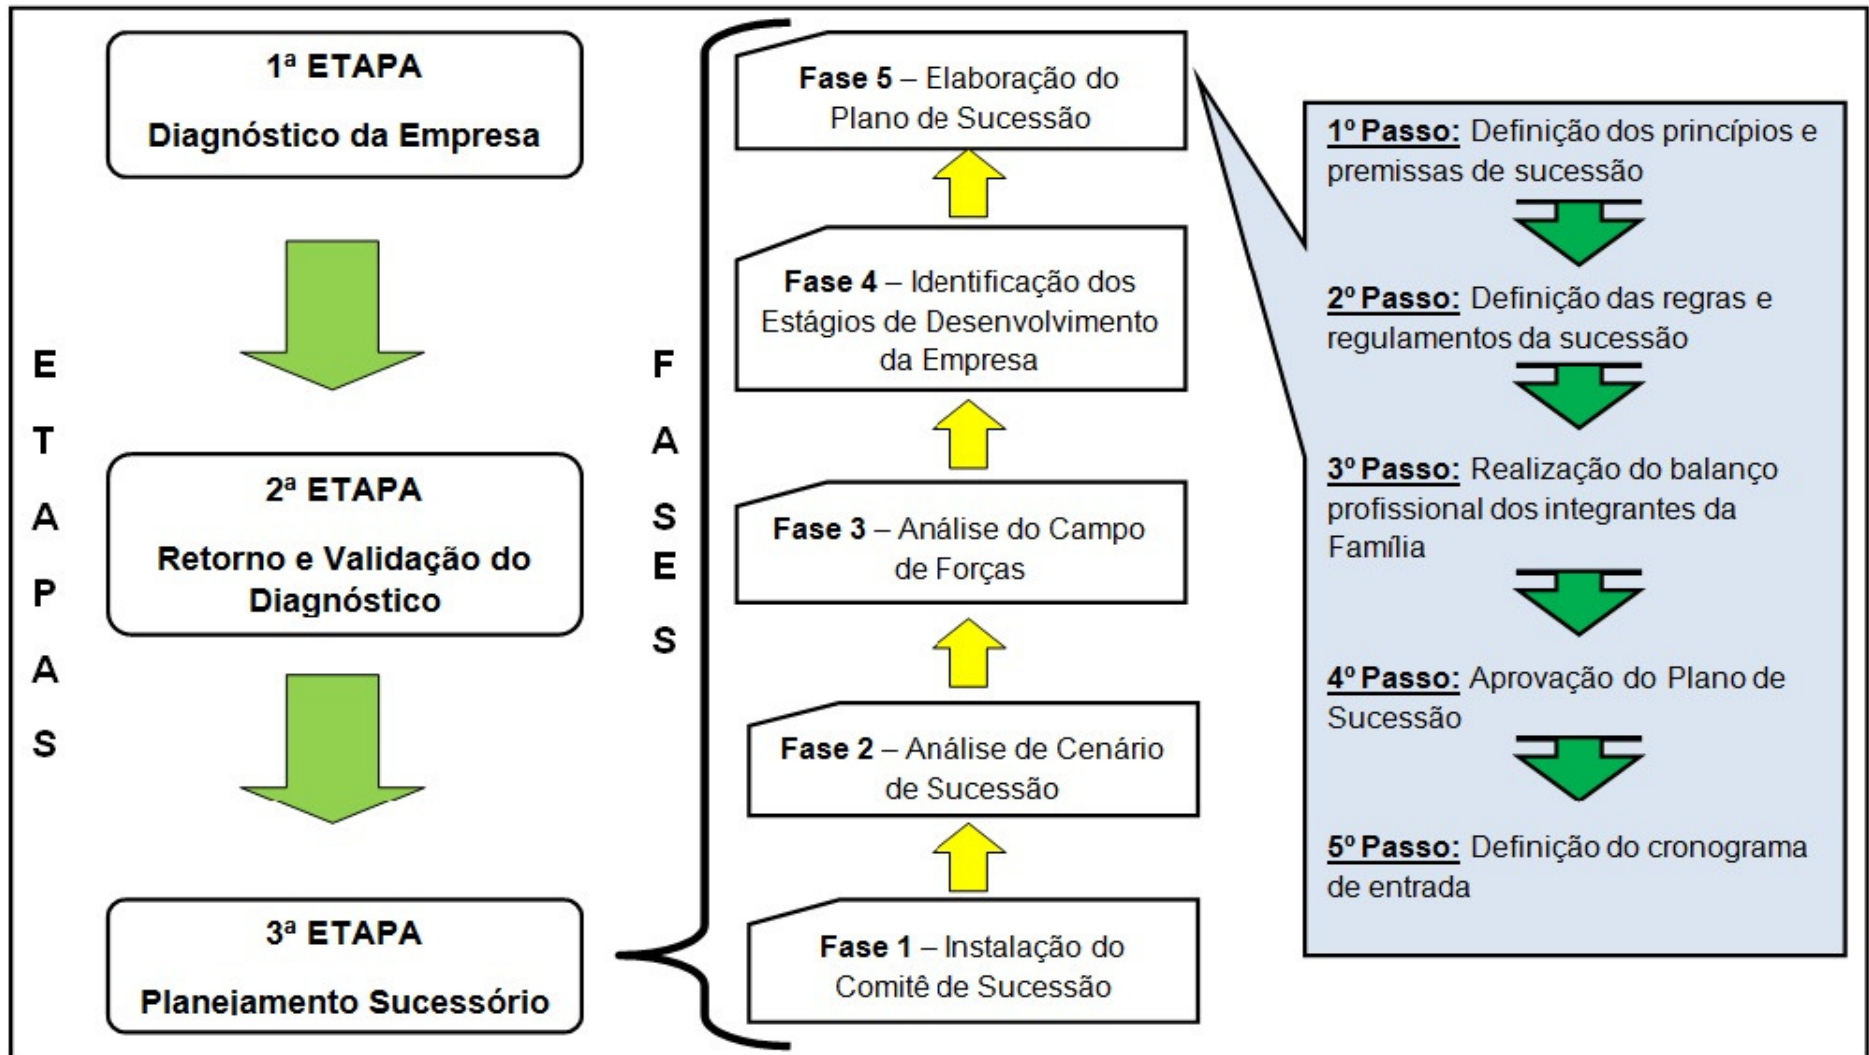 ETAPAS
1ª ETAPA
Diagnóstico da Empresa
2ª ETAPA
Retorno e Validação do
Diagnóstico
3ª ETAPA
Planejamento Sucessório
FASES
Fase 5 – Elaboração do
Plano de Sucessão
Fase 4 – Identificação dos
Estágios de Desenvolvimento
da Empresa
Fase 3 – Análise do Campo
de Forças
Fase 2 – Análise de Cenário
de Sucessão
Fase 1 – Instalação do
Comitê de Sucessão
1º Passo: Definição dos princípios e
premissas de sucessão
2º Passo: Definição das regras e
regulamentos da sucessão
3º Passo: Realização do balanço
profissional dos integrantes da
Família
4º Passo: Aprovação do Plano de
Sucessão
5º Passo: Definição do cronograma
de entrada